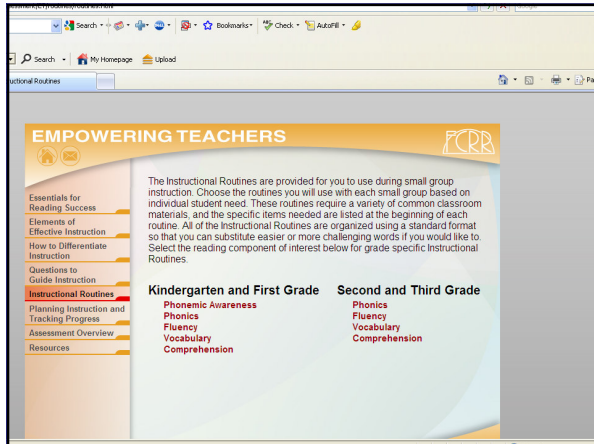 Search
Bookmarks
Check
AutoFill
Search
My Homepage
Upload
uctional Routines
Pa
EMPOWERING TEACHERS
FCRR
Essentials for
Reading Success
Elements of
Effective Instruction
How to Differentiate
Instruction
Questions to
Guide Instruction
Instructional Routines
Planning Instruction and
Tracking Progress
Assessment Overview
Resources
The Instructional Routines are provided for you to use during small group
instruction. Choose the routines you will use with each small group based on
individual student need. These routines require a variety of common classroom
materials, and the specific items needed are listed at the beginning of each
routine. All of the Instructional Routines are organized using a standard format
so that you can substitute easier or more challenging words if you would like to.
Select the reading component of interest below for grade specific Instructional
Routines.
Kindergarten and First Grade
Phonemic Awareness
Phonics
Fluency
Vocabulary
Comprehension
Second and Third Grade
Phonics
Fluency
Vocabulary
Comprehension